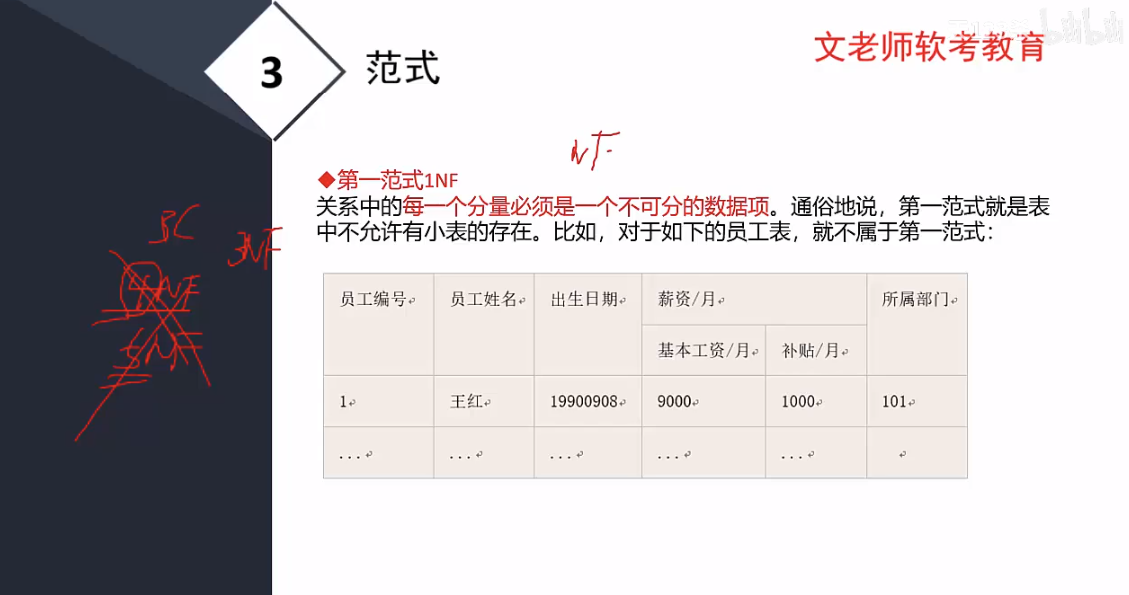 文老师软考教育
3
范式
NF
◆第一范式1NF
关系中的每一个分量必须是一个不可分的数据项。通俗地说，第一范式就是表
中不允许有小表的存在。比如，对于如下的员工表，就不属于第一范式：
BC
3NF
4NF
5NF
员工编号 员工姓名 出生日期 薪资/月 所属部门
基本工资/月 补贴/月
1 王红 19900908 9000 1000 101
... ... ... ... ...